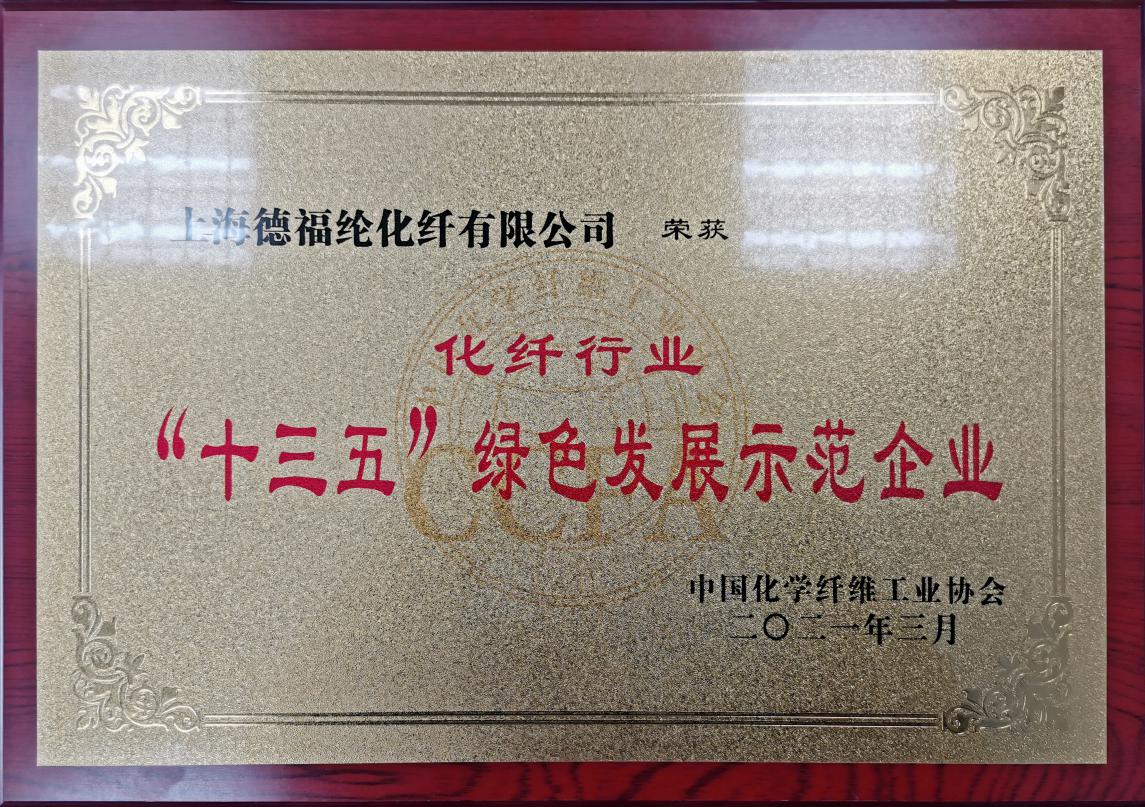 上海德福纶化纤有限公司 荣获
化纤行业
“十三五”绿色发展示范企业
CCFA
中国化学纤维工业协会
二〇二一年三月